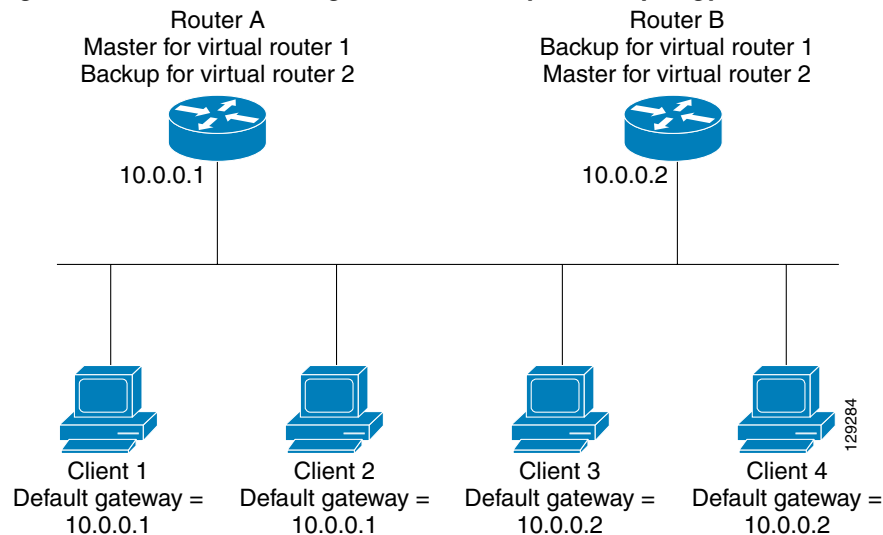 Router A
Master for virtual router 1
Backup for virtual router 2
Router B
Backup for virtual router 1
Master for virtual router 2
10.0.0.1
10.0.0.2
129284
Client 1
Default gateway =
10.0.0.1
Client 2
Default gateway =
10.0.0.1
Client 3
Default gateway =
10.0.0.2
Client 4
Default gateway =
10.0.0.2